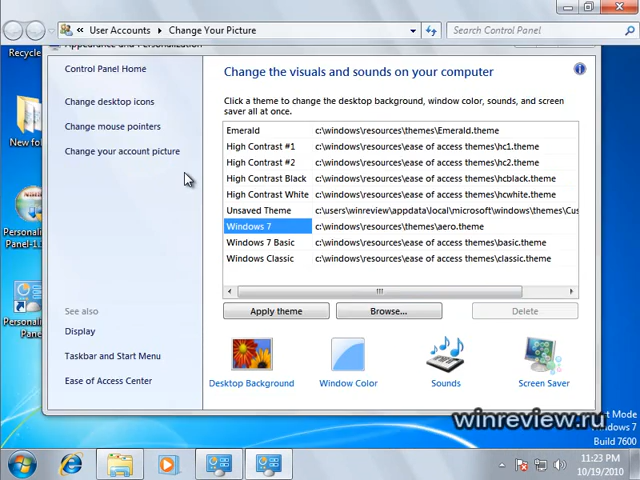 « User Accounts ▸ Change Your Picture
Search Control Panel
Appearance and Personalization
Recycle
Control Panel Home
Change the visuals and sounds on your computer
Click a theme to change the desktop background, window color, sounds, and screen
saver all at once.
Change desktop icons
Change mouse pointers
Change your account picture
New fol
Personaliz
Panel-1.
Personaliz
Pane
Emerald c:\windows\resources\themes\Emerald.theme
High Contrast #1 c:\windows\resources\ease of access themes\hc1.theme
High Contrast #2 c:\windows\resources\ease of access themes\hc2.theme
High Contrast Black c:\windows\resources\ease of access themes\hcblack.theme
High Contrast White c:\windows\resources\ease of access themes\hcwhite.theme
Unsaved Theme c:\users\winreview\appdata\local\microsoft\windows\themes\Cus
Windows 7 c:\windows\resources\themes\aero.theme
Windows 7 Basic c:\windows\resources\ease of access themes\basic.theme
Windows Classic c:\windows\resources\ease of access themes\classic.theme
Apply theme
Browse...
Delete
See also
Display
Taskbar and Start Menu
Ease of Access Center
Desktop Background
Window Color
Sounds
Screen Saver
winreview.ru
st Mode
Windows 7
Build 7600
11:23 PM
10/19/2010